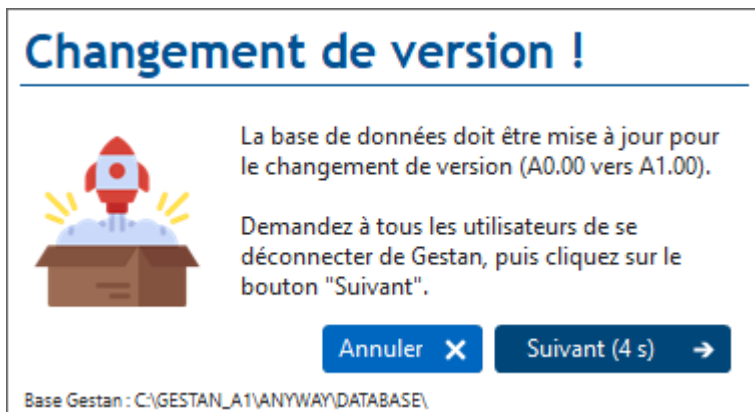 Changement de version !
La base de données doit être mise à jour pour
le changement de version (A0.00 vers A1.00).
Demandez à tous les utilisateurs de se
déconnecter de Gestan, puis cliquez sur le
bouton "Suivant".
Annuler
Suivant (4 s)
Base Gestan : C:\GESTAN_A1\ANYWAY\DATABASE\